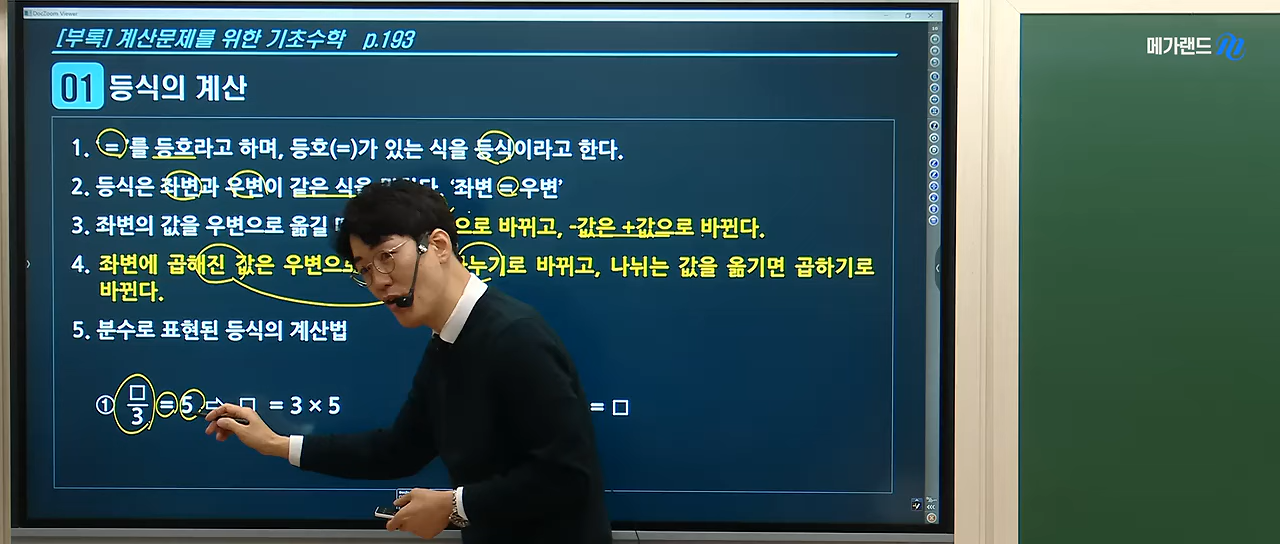 DocZoom Viewer
[부록] 계산문제를 위한 기초수학 p.193
메가랜드
01 등식의 계산
1. '='를 등호라고 하며, 등호(=)가 있는 식을 등식이라고 한다.
2. 등식은 좌변과 우변이 같은 식을 '좌변 = 우변'
3. 좌변의 값을 우변으로 옮길 으로 바뀌고, -값은 +값으로 바뀐다.
4. 좌변에 곱해진 값은 우변으로 나누기로 바뀌고, 나뉘는 값을 옮기면 곱하기로
바뀐다.
5. 분수로 표현된 등식의 계산법
① □/3 = 5 ⇨ □ = 3 × 5 = □